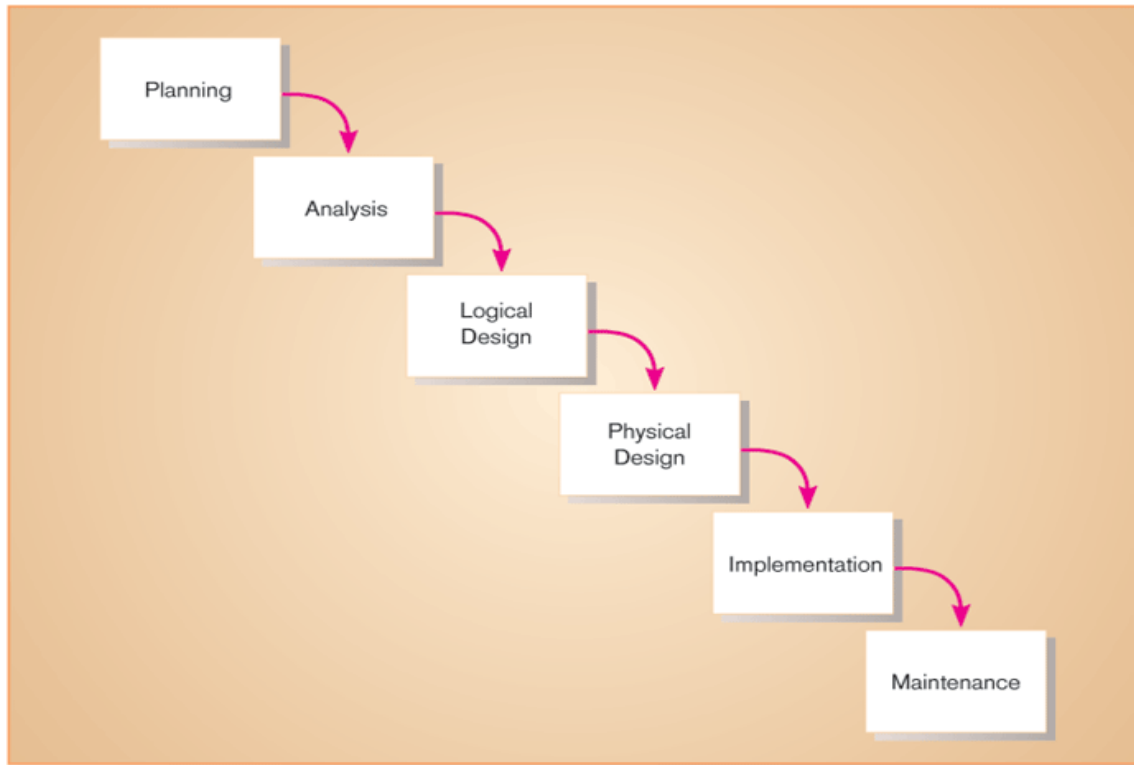 Planning
Analysis
Logical
Design
Physical
Design
Implementation
Maintenance